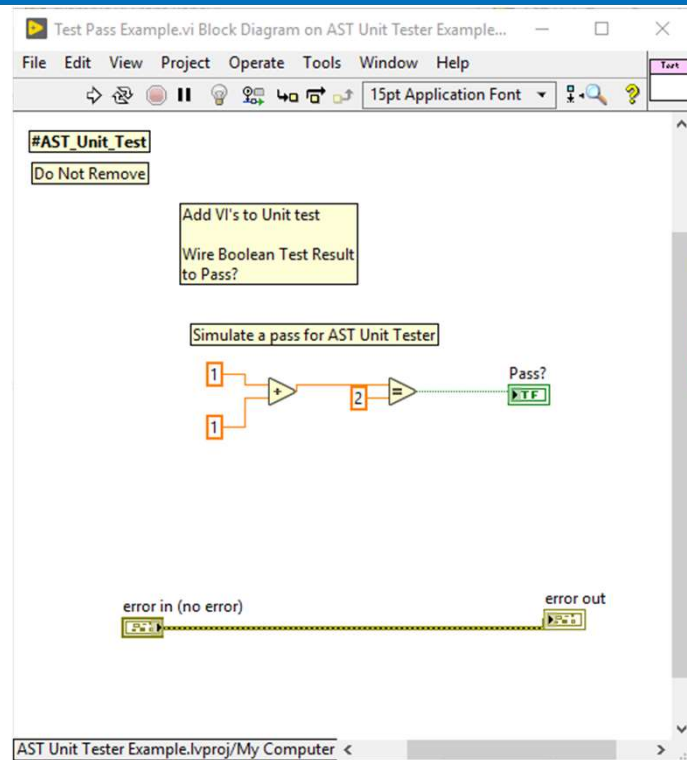 Test Pass Example.vi Block Diagram on AST Unit Tester Example...
File Edit View Project Operate Tools Window Help
Test
15pt Application Font
#AST_Unit_Test
Do Not Remove
Add VI's to Unit test
Wire Boolean Test Result
to Pass?
Simulate a pass for AST Unit Tester
1
+
1
2
=
Pass?
TF
error in (no error)
error out
AST Unit Tester Example.lvproj/My Computer